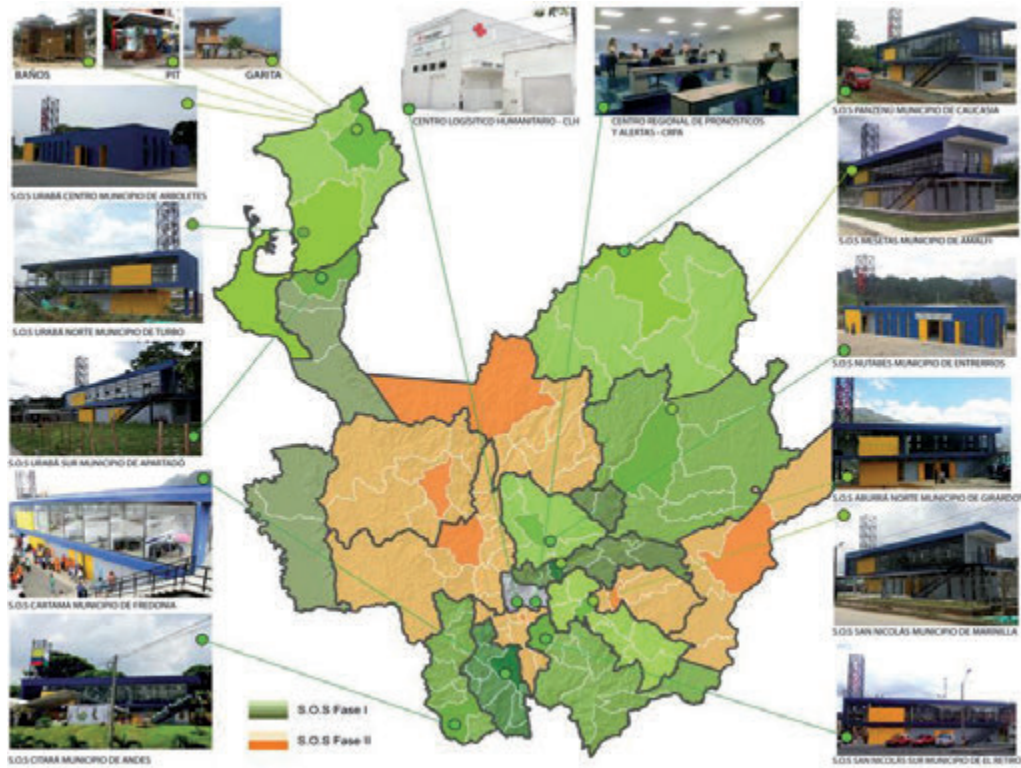 BAÑOS
PIT
GARITA
CENTRO LOGÍSITICO HUMANITARIO - CLH
CENTRO REGIONAL DE PRONÓSTICOS
Y ALERTAS - CRPA
S.O.S PANZENÚ MUNICIPIO DE CAUCASIA
S.O.S URABÁ CENTRO MUNICIPIO DE ARBOLETES
S.O.S MESETAS MUNICIPIO DE AMALFI
S.O.S URABÁ NORTE MUNICIPIO DE TURBO
S.O.S NUTABES MUNICIPIO DE ENTRERRIOS
S.O.S URABÁ SUR MUNICIPIO DE APARTADÓ
S.O.S ABURRÁ NORTE MUNICIPIO DE GIRARDOT
S.O.S CARTAMA MUNICIPIO DE FREDONIA
S.O.S SAN NICOLÁS MUNICIPIO DE MARINILLA
S.O.S Fase I
S.O.S Fase II
S.O.S CITARÁ MUNICIPIO DE ANDES
S.O.S SAN NICOLÁS SUR MUNICIPIO DE EL RETIRO